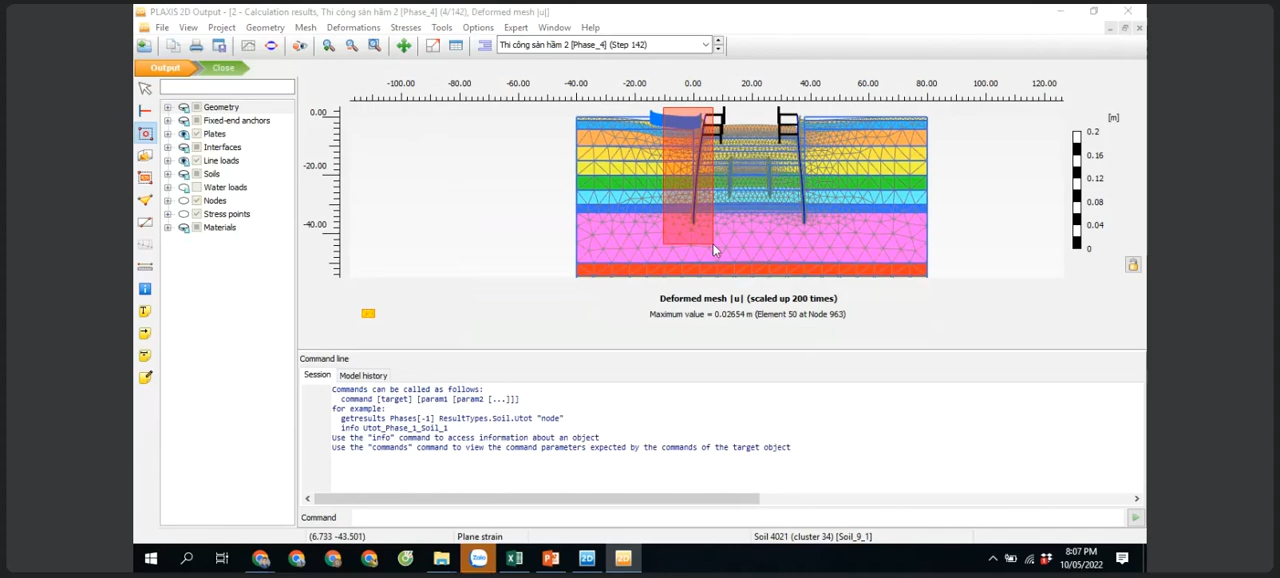 PLAXIS 2D Output - [2 - Calculation results, Thi công sàn hầm 2 [Phase_4] (4/142), Deformed mesh |u|]
File View Project Geometry Mesh Deformations Stresses Tools Options Expert Window Help
Thi công sàn hầm 2 [Phase_4] (Step 142)
Output Close
-100.00 -80.00 -60.00 -40.00 -20.00 0.00 20.00 40.00 60.00 80.00 100.00 120.00
Geometry
Fixed-end anchors
Plates
Interfaces
Line loads
Soils
Water loads
Nodes
Stress points
Materials
0.00
-20.00
-40.00
[m]
0.2
0.16
0.12
0.08
0.04
0
Deformed mesh |u| (scaled up 200 times)
Maximum value = 0.02654 m (Element 50 at Node 963)
Command line
Session Model history
Commands can be called as follows:
command [target] [param1 [param2 [...]]]
for example:
getresults Phases[-1] ResultTypes.Soil.Utot "node"
info Utot_Phase_1_Soil_1
Use the "info" command to access information about an object
Use the "commands" command to view the command parameters expected by the commands of the target object
Command
(6.733 -43.501) Plane strain Soil 4021 (cluster 34) [Soil_9_1]
Zalo 2D 2D
8:07 PM
10/05/2022